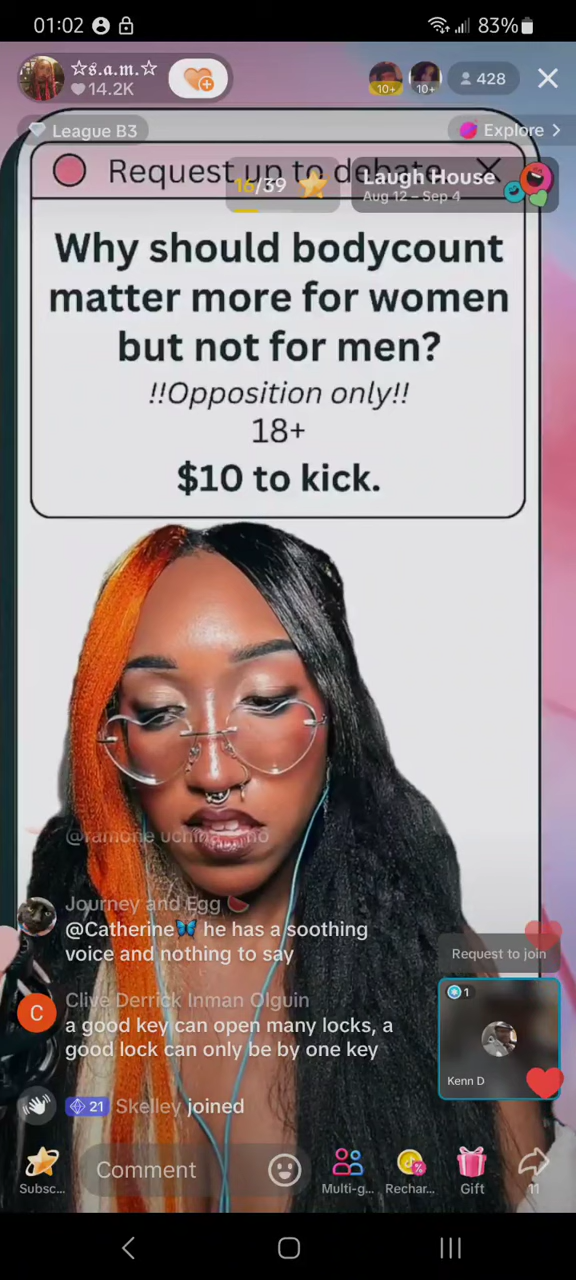 01:02
83%
☆𝔰.𝔞.𝔪.☆
14.2K
10+
10+
428
League B3
Explore >
Request up to debate
16/39
Laugh House
Aug 12 – Sep 4
Why should bodycount
matter more for women
but not for men?
!!Opposition only!!
18+
$10 to kick.
Journey and Egg 🍉
@Catherine🦋 he has a soothing
voice and nothing to say
Request to join
C
Clive Derrick Inman Olguin
a good key can open many locks, a
good lock can only be by one key
1
Kenn D
21 Skelley joined
Comment
Subsc...
Multi-g...
Rechar...
Gift
11